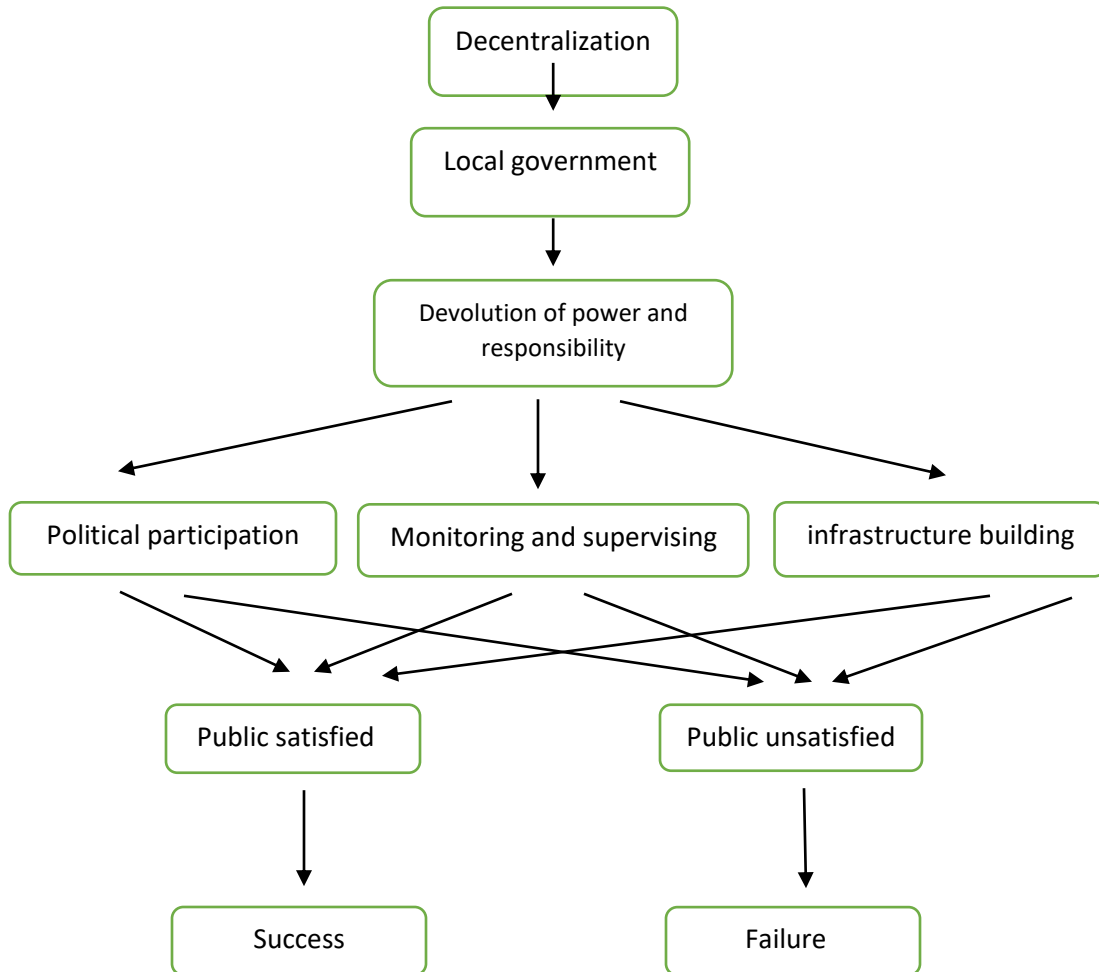 Decentralization
Local government
Devolution of power and
responsibility
Political participation
Monitoring and supervising
infrastructure building
Public satisfied
Public unsatisfied
Success
Failure